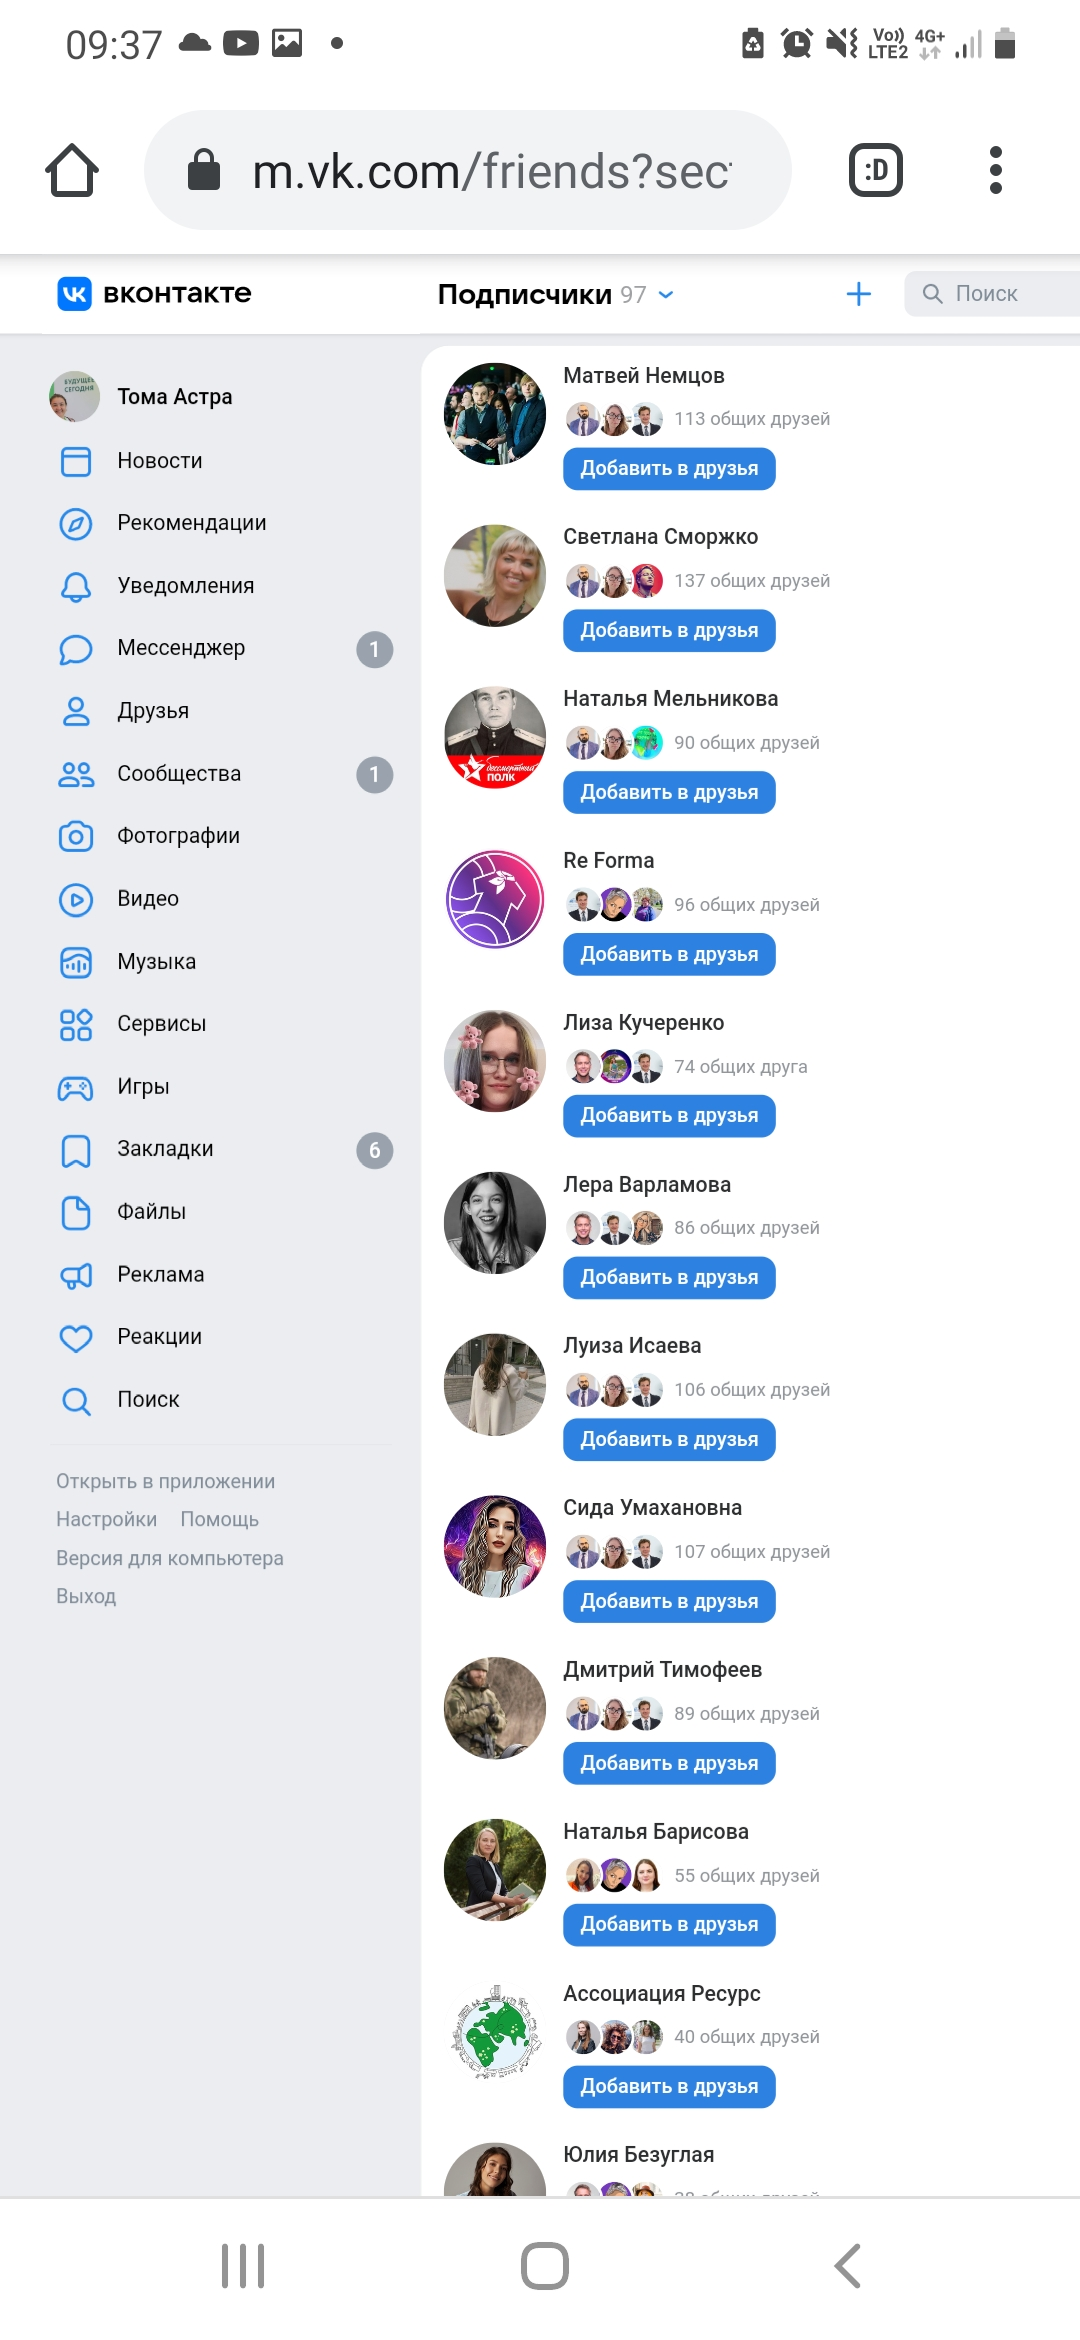 09:37
Vo))
LTE2
4G+
m.vk.com/friends?sec
:D
вконтакте
Подписчики 97
Поиск
Тома Астра
Новости
Рекомендации
Уведомления
Мессенджер 1
Друзья
Сообщества 1
Фотографии
Видео
Музыка
Сервисы
Игры
Закладки 6
Файлы
Реклама
Реакции
Поиск
Открыть в приложении
Настройки Помощь
Версия для компьютера
Выход
Матвей Немцов
113 общих друзей
Добавить в друзья
Светлана Сморжко
137 общих друзей
Добавить в друзья
Наталья Мельникова
90 общих друзей
бессмертный
полк
Добавить в друзья
Re Forma
96 общих друзей
Добавить в друзья
Лиза Кучеренко
74 общих друга
Добавить в друзья
Лера Варламова
86 общих друзей
Добавить в друзья
Луиза Исаева
106 общих друзей
Добавить в друзья
Сида Умахановна
107 общих друзей
Добавить в друзья
Дмитрий Тимофеев
89 общих друзей
Добавить в друзья
Наталья Барисова
55 общих друзей
Добавить в друзья
Ассоциация Ресурс
40 общих друзей
Добавить в друзья
Юлия Безуглая